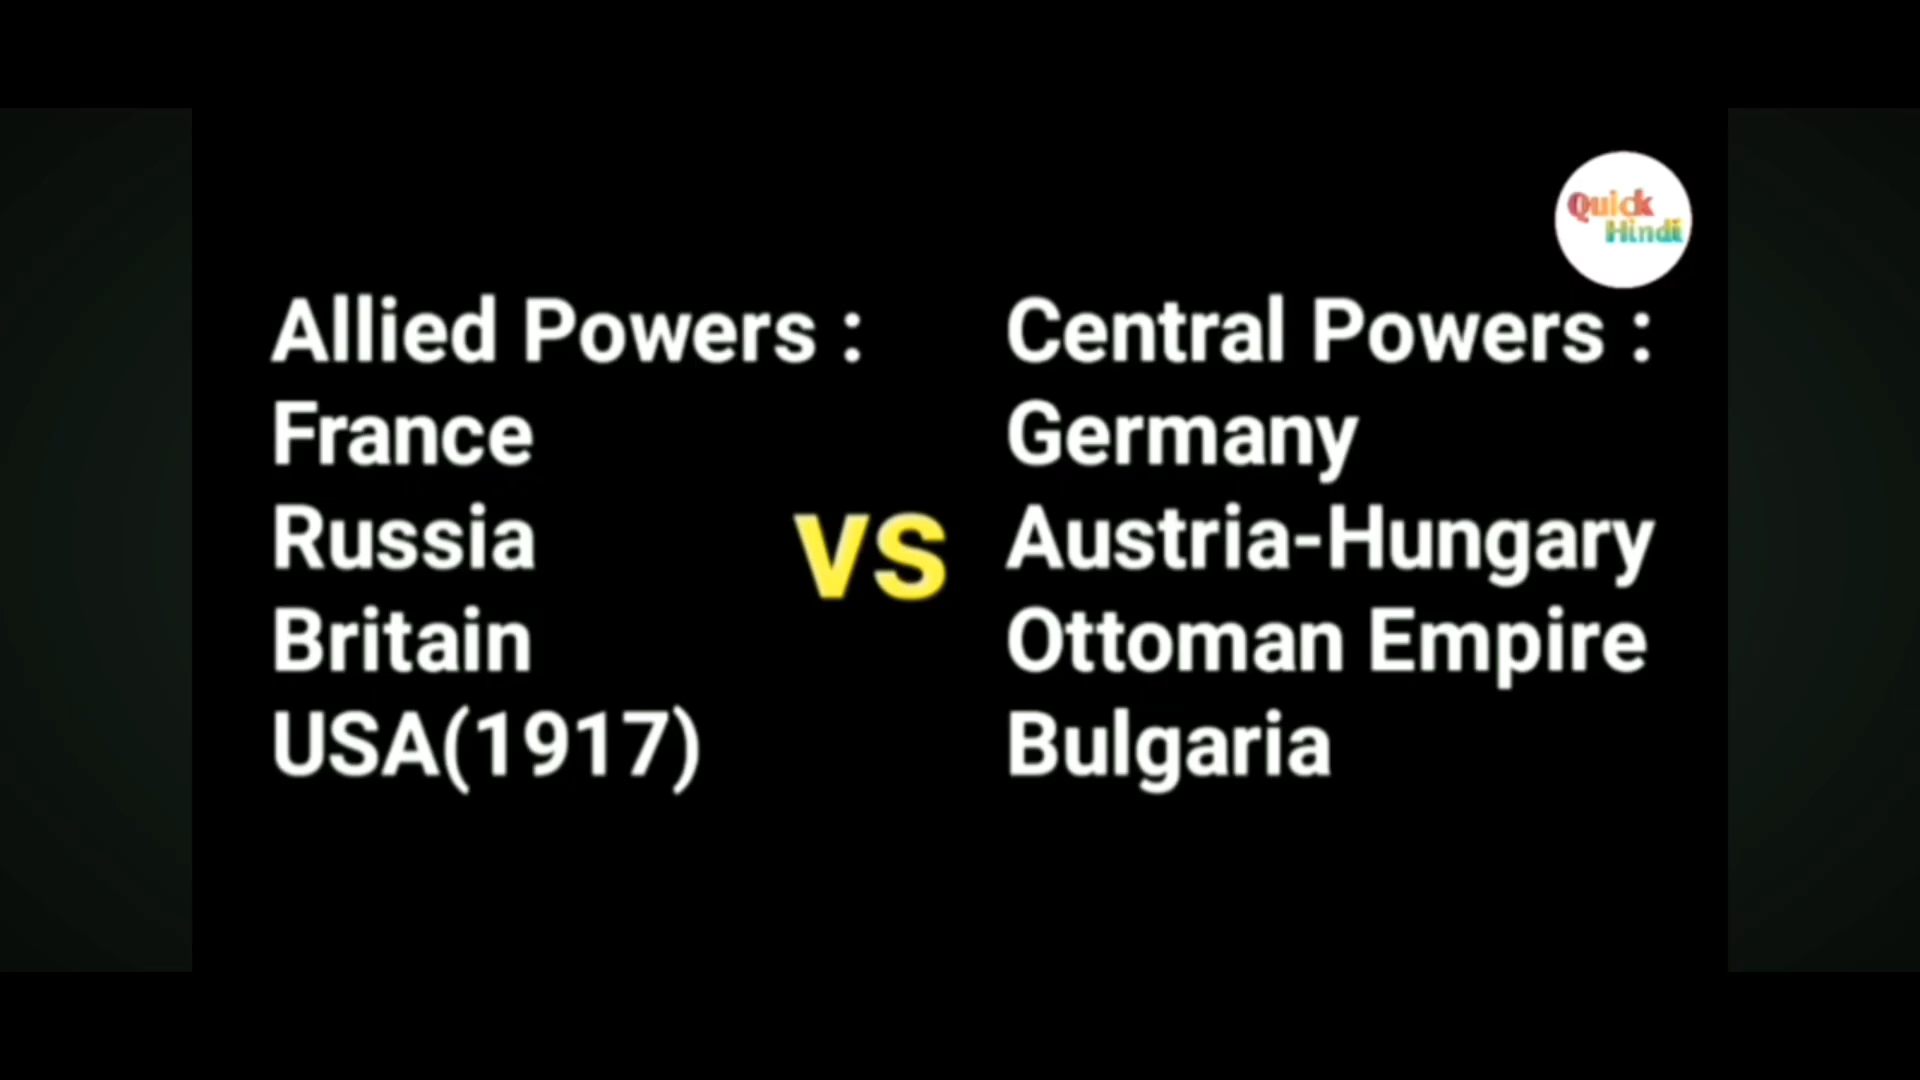 Quick
Hindi
Allied Powers :
France
Russia
Britain
USA(1917)
vs
Central Powers :
Germany
Austria-Hungary
Ottoman Empire
Bulgaria